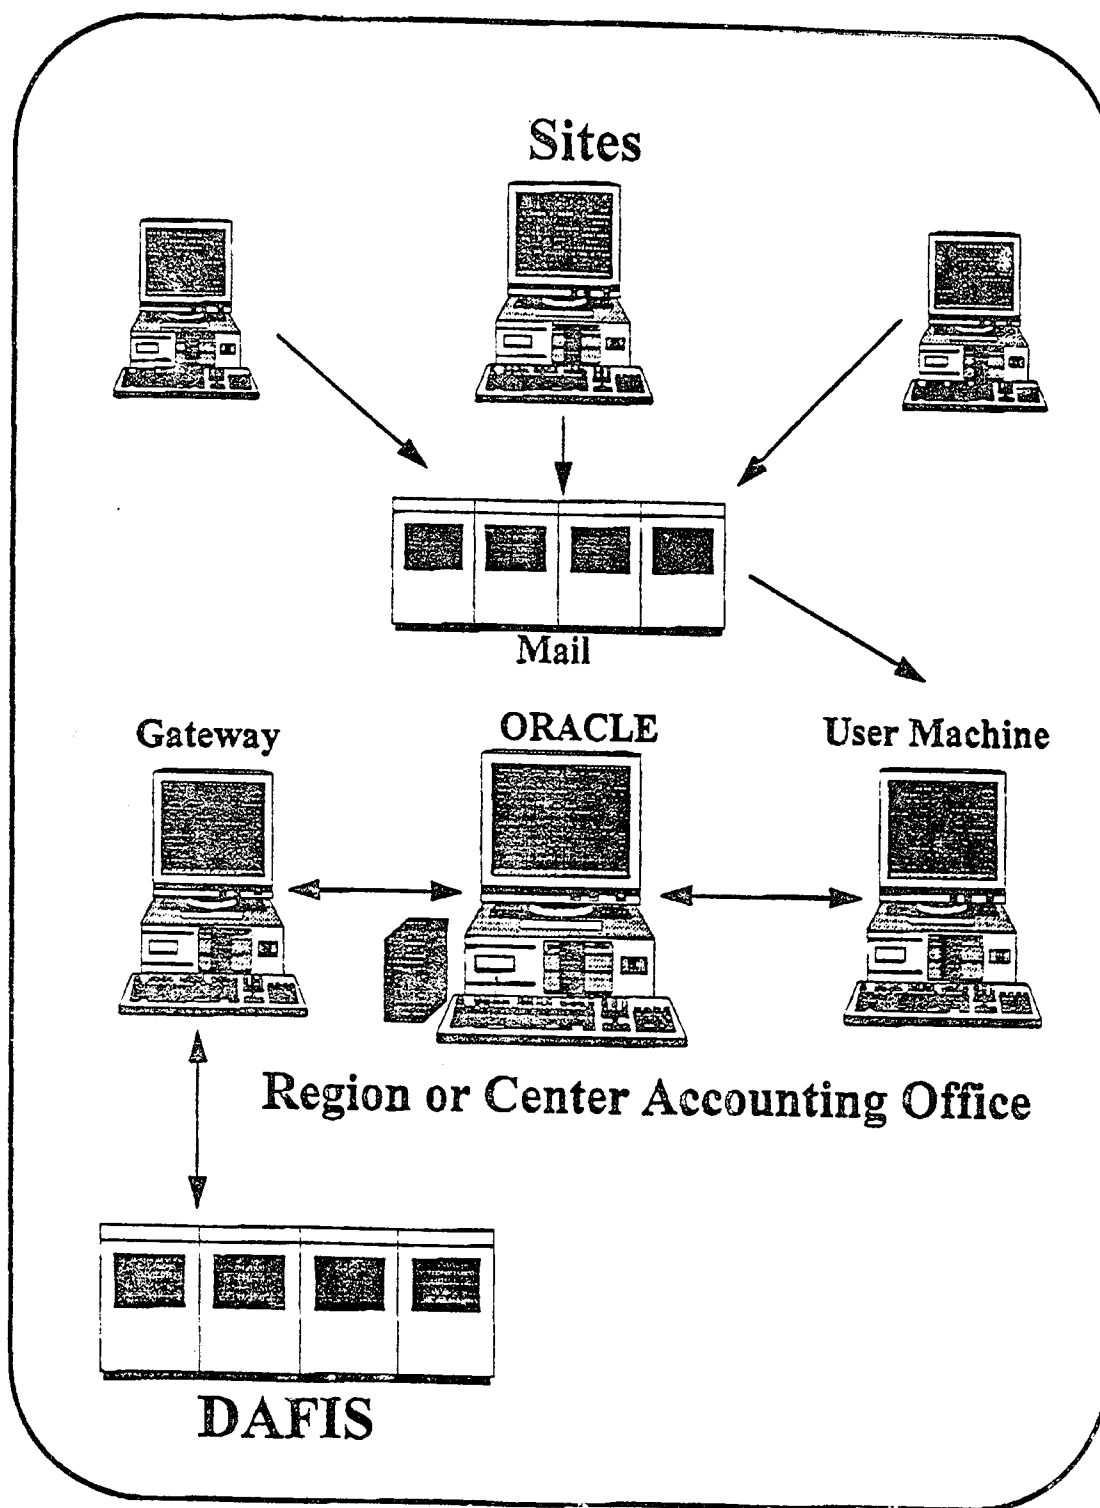 Sites
Mail
Gateway
ORACLE
User Machine
Region or Center Accounting Office
DAFIS